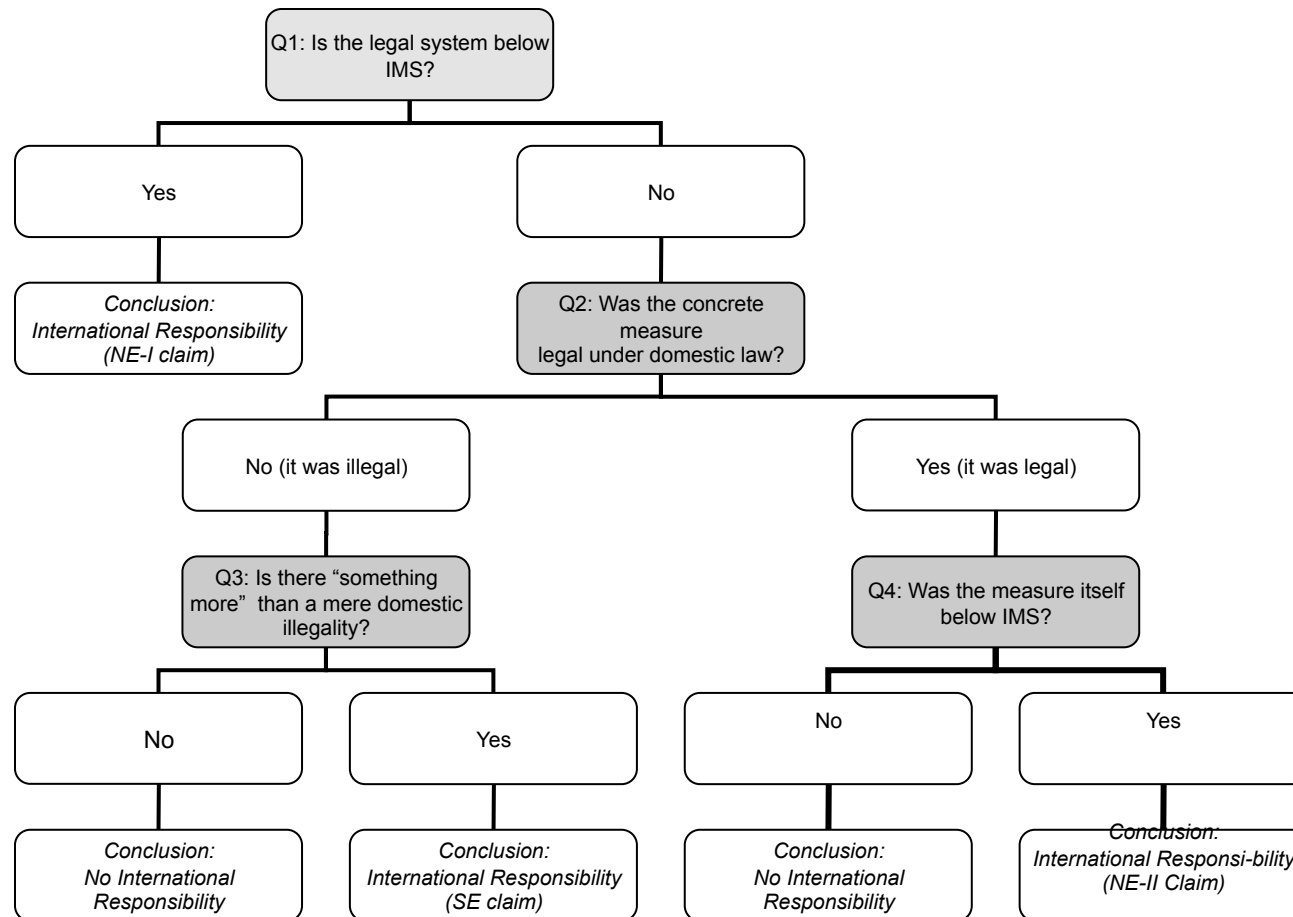 Q1: Is the legal system below
IMS?
Yes
No
Conclusion:
International Responsibility
(NE-I claim)
Q2: Was the concrete
measure
legal under domestic law?
No (it was illegal)
Yes (it was legal)
Q3: Is there “something
more”  than a mere domestic
illegality?
Q4: Was the measure itself
below IMS?
No
Yes
No
Yes
Conclusion:
No International
Responsibility
Conclusion:
International Responsibility
(SE claim)
Conclusion:
No International
Responsibility
Conclusion:
International Responsi-bility
(NE-II Claim)